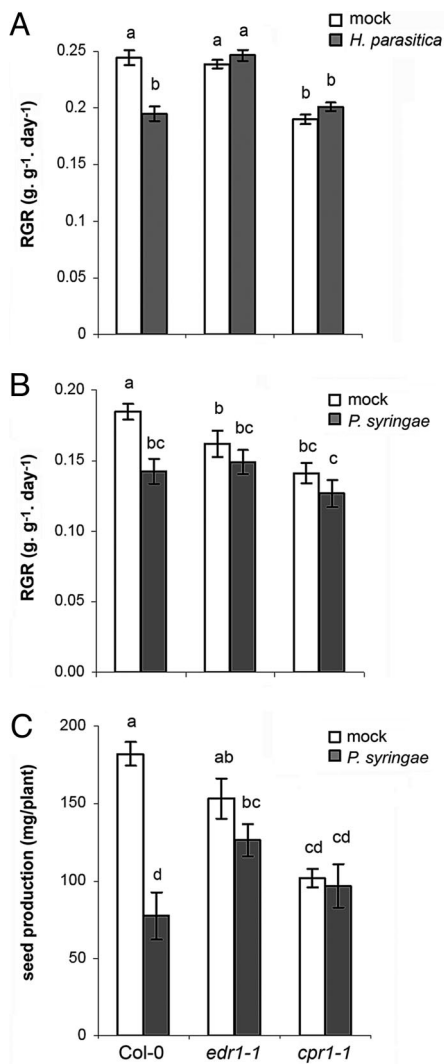 A
mock
H. parasitica
RGR (g. g⁻¹. day⁻¹)
0.25
0.2
0.15
0.1
0.05
0
a
b
a
a
b
b
B
mock
P. syringae
RGR (g. g⁻¹. day⁻¹)
0.20
0.15
0.10
0.05
0.00
a
bc
b
bc
bc
c
C
mock
P. syringae
seed production (mg/plant)
200
150
100
50
0
a
d
ab
bc
cd
cd
Col-0
edr1-1
cpr1-1